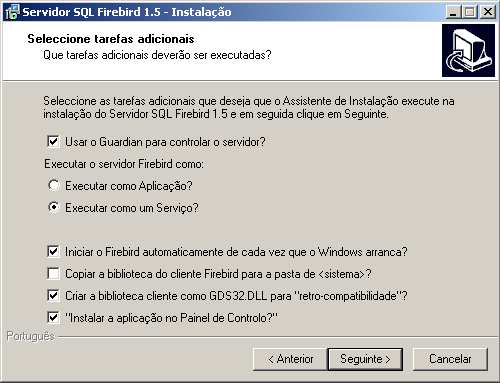 Servidor SQL Firebird 1.5 - Instalação
Seleccione tarefas adicionais
Que tarefas adicionais deverão ser executadas?
Seleccione as tarefas adicionais que deseja que o Assistente de Instalação execute na
instalação do Servidor SQL Firebird 1.5 e em seguida clique em Seguinte.
Usar o Guardian para controlar o servidor?
Executar o servidor Firebird como:
Executar como Aplicação?
Executar como um Serviço?
Iniciar o Firebird automaticamente de cada vez que o Windows arranca?
Copiar a biblioteca do cliente Firebird para a pasta de <sistema>?
Criar a biblioteca cliente como GDS32.DLL para "retro-compatibilidade"?
"Instalar a aplicação no Painel de Controlo?"
Português
< Anterior
Seguinte >
Cancelar